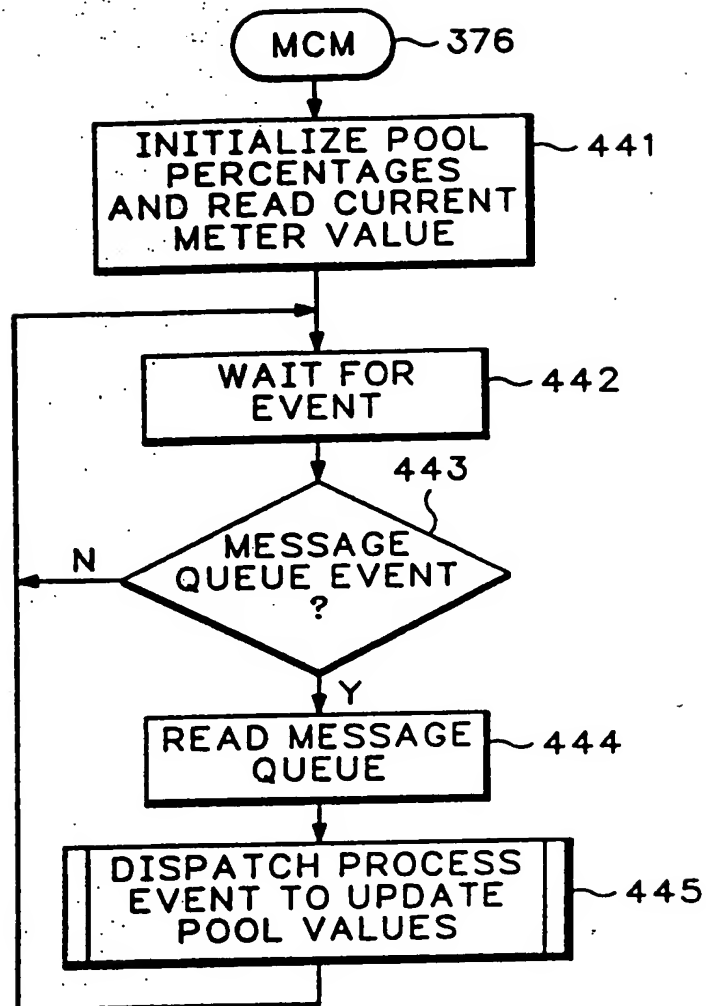 MCM
376
INITIALIZE POOL
PERCENTAGES
AND READ CURRENT
METER VALUE
441
WAIT FOR
EVENT
442
443
MESSAGE
QUEUE EVENT
?
N
Y
READ MESSAGE
QUEUE
444
DISPATCH PROCESS
EVENT TO UPDATE
POOL VALUES
445